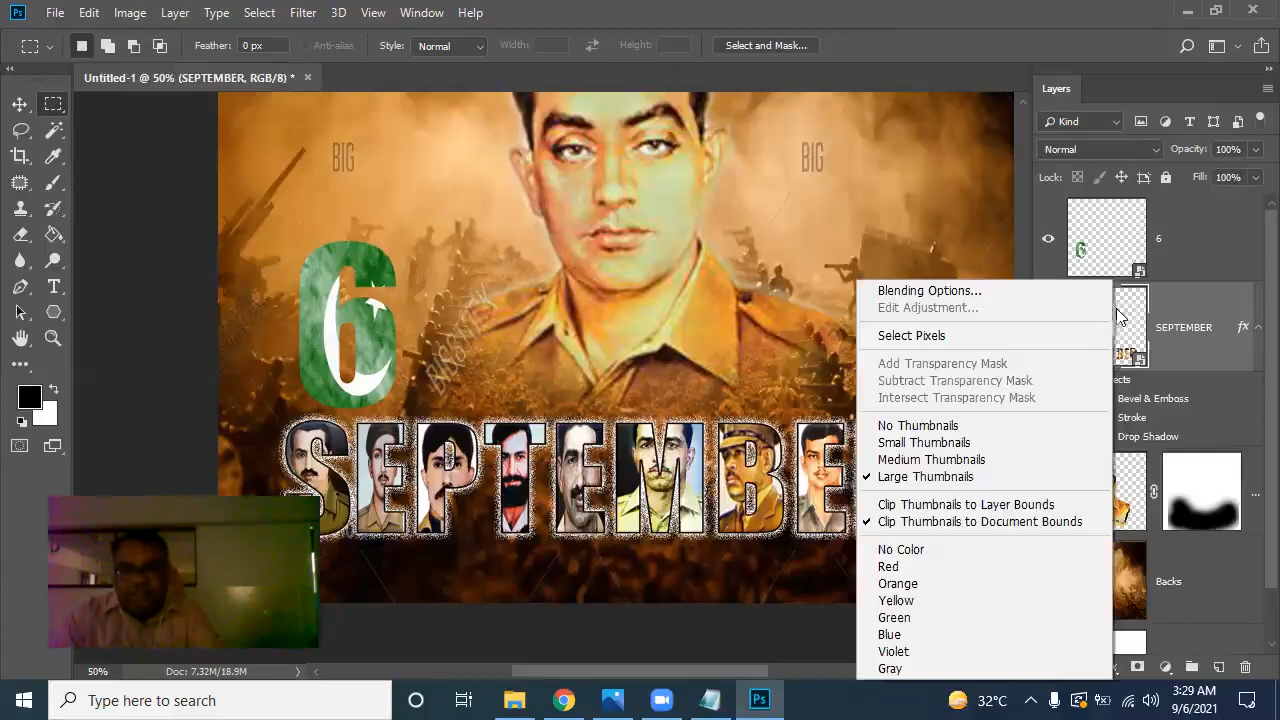 Ps File Edit Image Layer Type Select Filter 3D View Window Help
Feather: 0 px Anti-alias Style: Normal Width: Height: Select and Mask...
Untitled-1 @ 50% (SEPTEMBER, RGB/8) *
Layers
Kind
Normal Opacity: 100%
Lock: Fill: 100%
BIG BIG
6
6
6
SEPTEMBER fx
Bevel & Emboss
Stroke
Drop Shadow
Backs
SEPTEMBE
Blending Options...
Edit Adjustment...
Select Pixels
Add Transparency Mask
Subtract Transparency Mask
Intersect Transparency Mask
No Thumbnails
Small Thumbnails
Medium Thumbnails
Large Thumbnails
Clip Thumbnails to Layer Bounds
Clip Thumbnails to Document Bounds
No Color
Red
Orange
Yellow
Green
Blue
Violet
Gray
50% Doc: 7.32M/18.9M
Type here to search
Ps
32°C
3:29 AM
9/6/2021